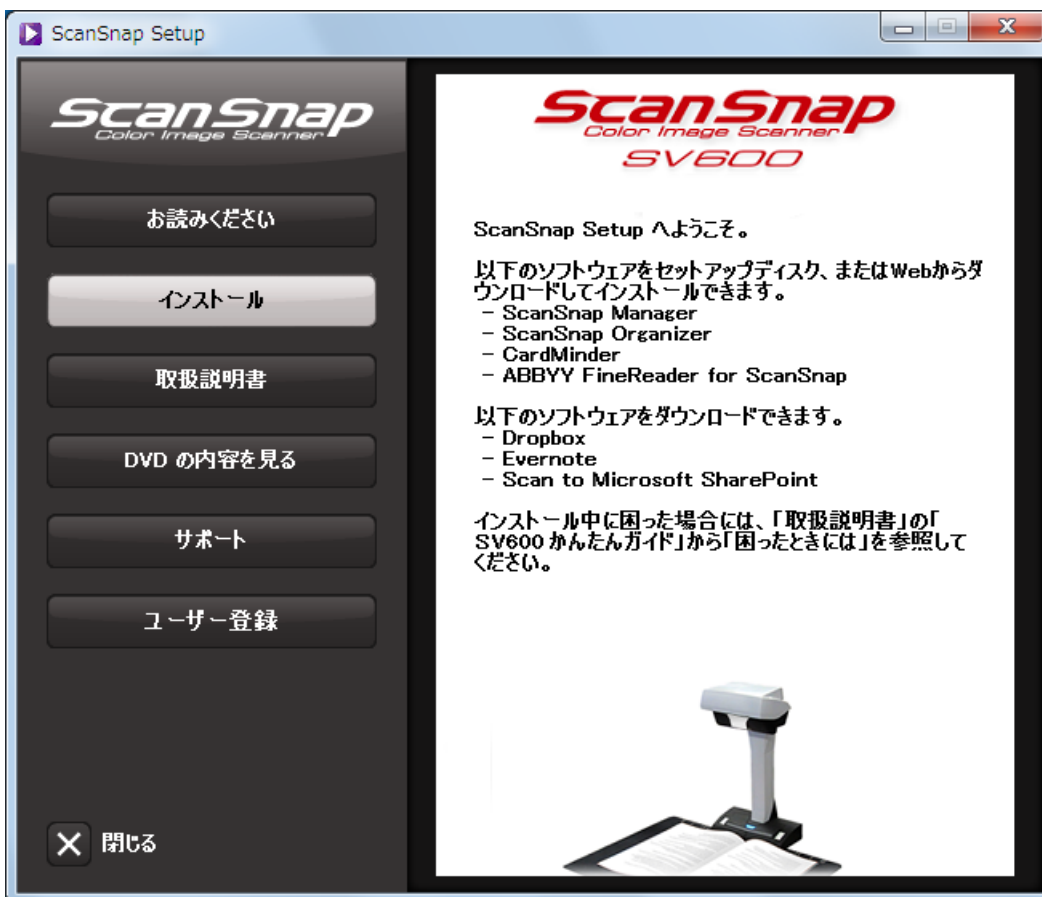 ScanSnap Setup
ScanSnap
Color Image Scanner
お読みください
インストール
取扱説明書
DVD の内容を見る
サポート
ユーザー登録
閉じる
ScanSnap
Color Image Scanner
SV600
ScanSnap Setup へようこそ。
以下のソフトウェアをセットアップディスク、またはWebからダ
ウンロードしてインストールできます。
- ScanSnap Manager
- ScanSnap Organizer
- CardMinder
- ABBYY FineReader for ScanSnap
以下のソフトウェアをダウンロードできます。
- Dropbox
- Evernote
- Scan to Microsoft SharePoint
インストール中に困った場合には、「取扱説明書」の「
SV600 かんたんガイド」から「困ったときには」を参照して
ください。